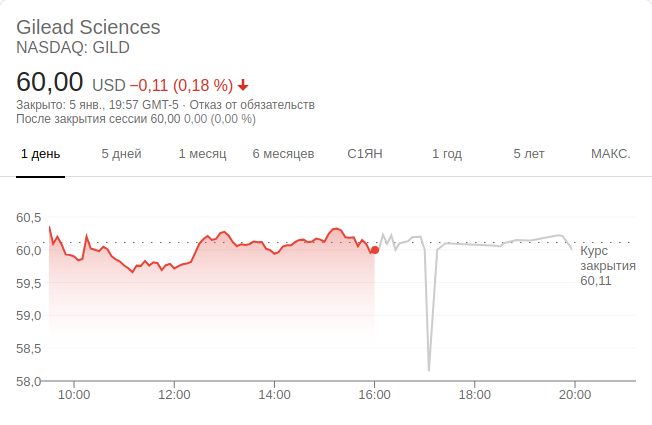 Gilead Sciences
NASDAQ: GILD
60,00 USD −0,11 (0,18 %)
Закрыто: 5 янв., 19:57 GMT-5 · Отказ от обязательств
После закрытия сессии 60,00 0,00 (0,00 %)
1 день 5 дней 1 месяц 6 месяцев С1ЯН 1 год 5 лет МАКС.
60,5
60,0
59,5
59,0
58,5
58,0
Курс
закрытия
60,11
10:00 12:00 14:00 16:00 18:00 20:00